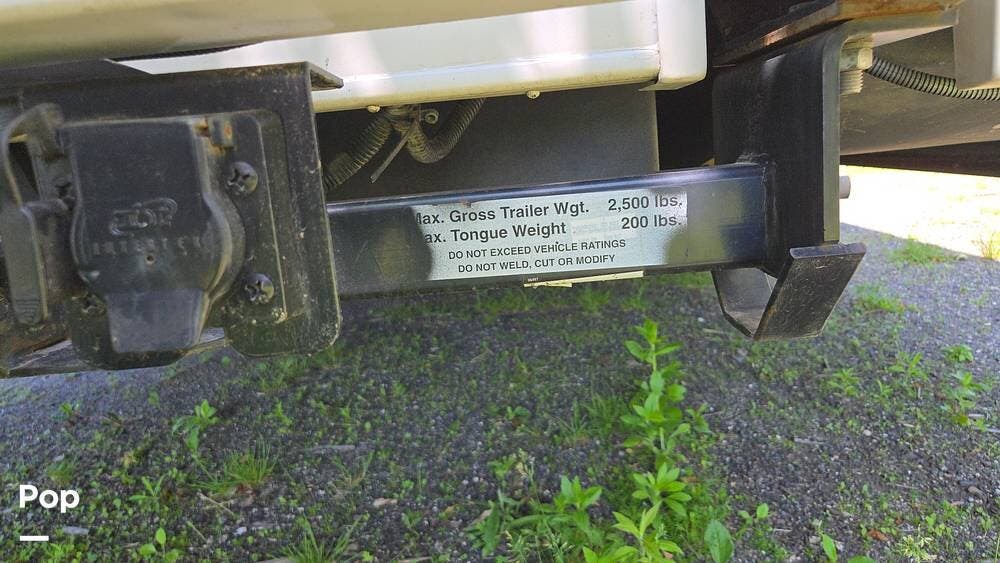 ax. Gross Trailer Wgt. 2,500 lbs.
ax. Tongue Weight 200 lbs.
DO NOT EXCEED VEHICLE RATINGS
DO NOT WELD, CUT OR MODIFY
Pop